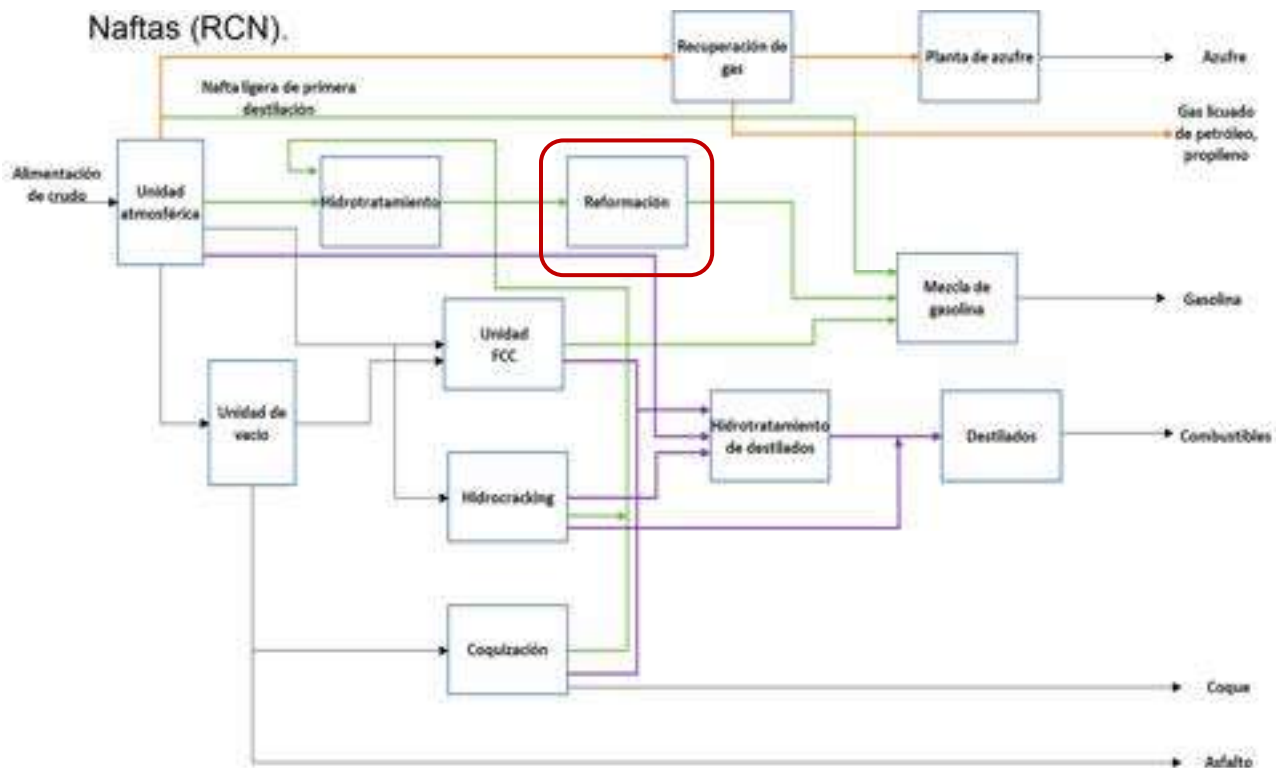 Naftas (RCN).
Recuperación de
gas
Planta de azufre
Azufre
Nafta ligera de primera
destilación
Gas licuado
de petróleo,
propileno
Alimentación
de crudo
Unidad
atmosférica
Hidrotratamiento
Reformación
Mezcla de
gasolina
Gasolina
Unidad
FCC
Unidad de
vacío
Hidrotratamiento
de destilados
Destilados
Combustibles
Hidrocracking
Coquización
Coque
Asfalto